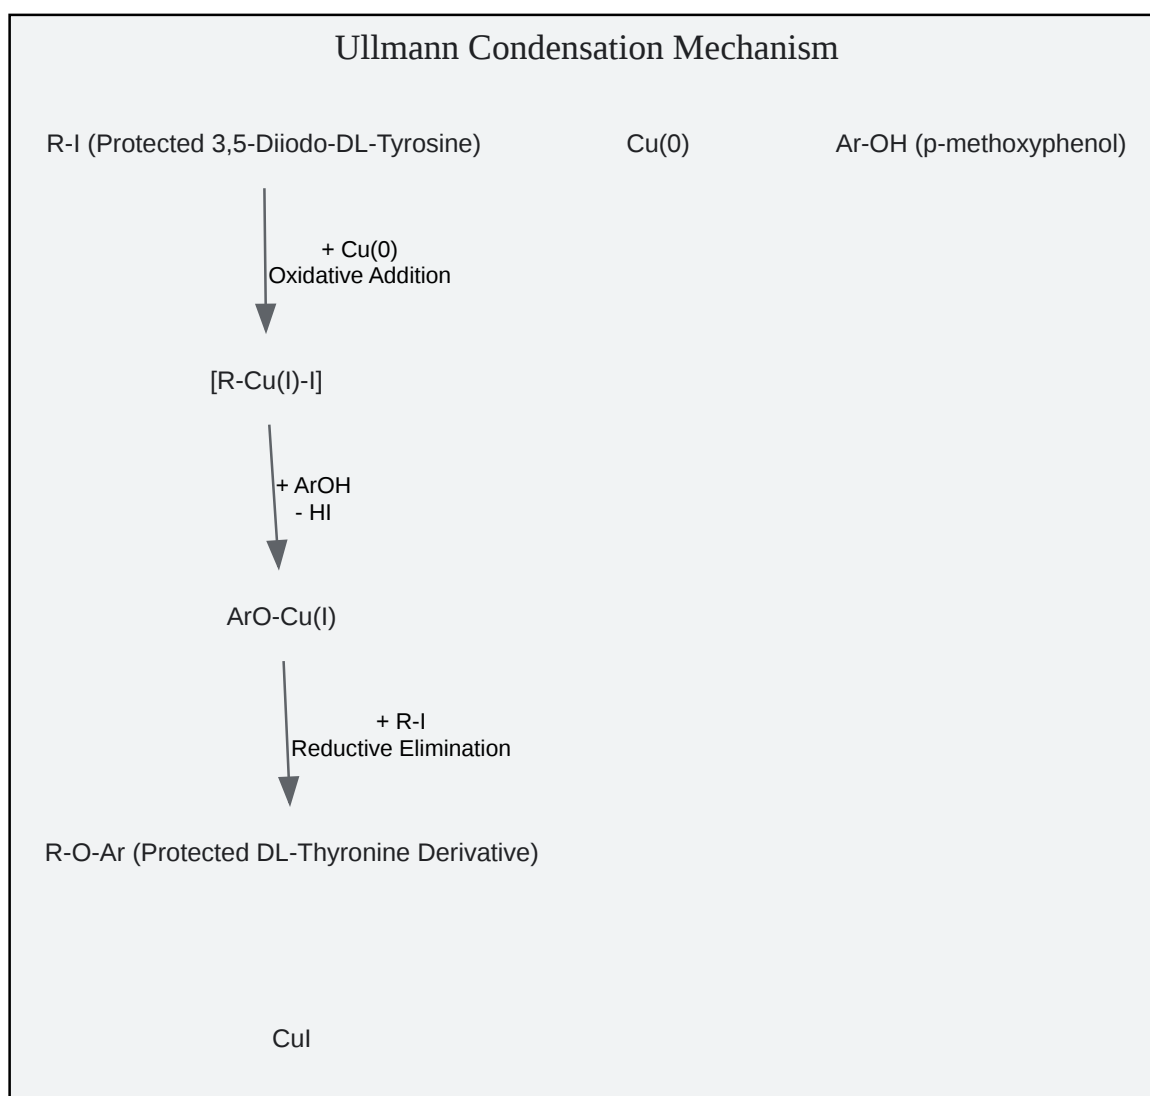 Ullmann Condensation Mechanism
R-I (Protected 3,5-Diiodo-DL-Tyrosine)
Cu(0)
Ar-OH (p-methoxyphenol)
+ Cu(0)
Oxidative Addition
[R-Cu(I)-I]
+ ArOH
- HI
ArO-Cu(I)
+ R-I
Reductive Elimination
R-O-Ar (Protected DL-Thyronine Derivative)
CuI